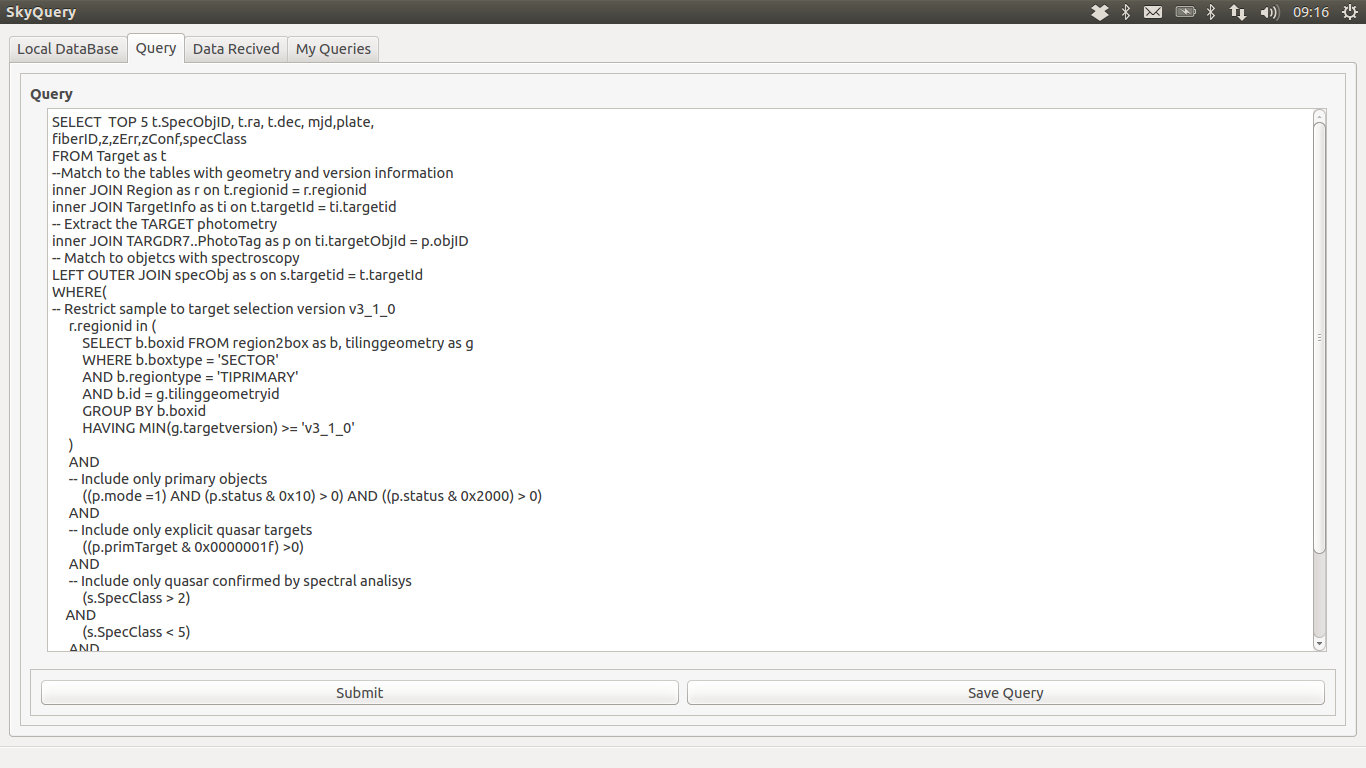 SkyQuery
09:16
Local DataBase
Query
Data Recived
My Queries
Query
SELECT  TOP 5 t.SpecObjID, t.ra, t.dec, mjd,plate,
fiberID,z,zErr,zConf,specClass
FROM Target as t
--Match to the tables with geometry and version information
inner JOIN Region as r on t.regionid = r.regionid
inner JOIN TargetInfo as ti on t.targetId = ti.targetid
-- Extract the TARGET photometry
inner JOIN TARGDR7..PhotoTag as p on ti.targetObjId = p.objID
-- Match to objetcs with spectroscopy
LEFT OUTER JOIN specObj as s on s.targetid = t.targetId
WHERE(
-- Restrict sample to target selection version v3_1_0
r.regionid in (
SELECT b.boxid FROM region2box as b, tilinggeometry as g
WHERE b.boxtype = 'SECTOR'
AND b.regiontype = 'TIPRIMARY'
AND b.id = g.tilinggeometryid
GROUP BY b.boxid
HAVING MIN(g.targetversion) >= 'v3_1_0'
)
AND
-- Include only primary objects
((p.mode =1) AND (p.status & 0x10) > 0) AND ((p.status & 0x2000) > 0)
AND
-- Include only explicit quasar targets
((p.primTarget & 0x0000001f) >0)
AND
-- Include only quasar confirmed by spectral analisys
(s.SpecClass > 2)
AND
(s.SpecClass < 5)
AND
Submit
Save Query